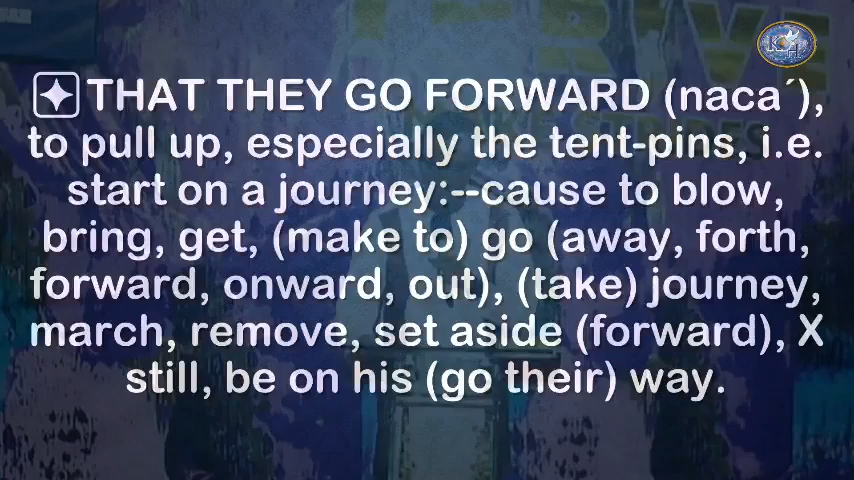 THAT THEY GO FORWARD (naca´),
to pull up, especially the tent-pins, i.e.
start on a journey:--cause to blow,
bring, get, (make to) go (away, forth,
forward, onward, out), (take) journey,
march, remove, set aside (forward), X
still, be on his (go their) way.